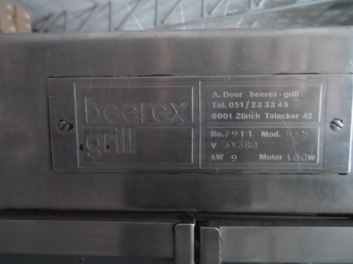 beerex
grill
A. Beer beerex-grill
Tel. 051/23 33 49
8001 Zürich Talacker 42
No. 7911 Mod.
V 3X380
kW 9 Motor 100W